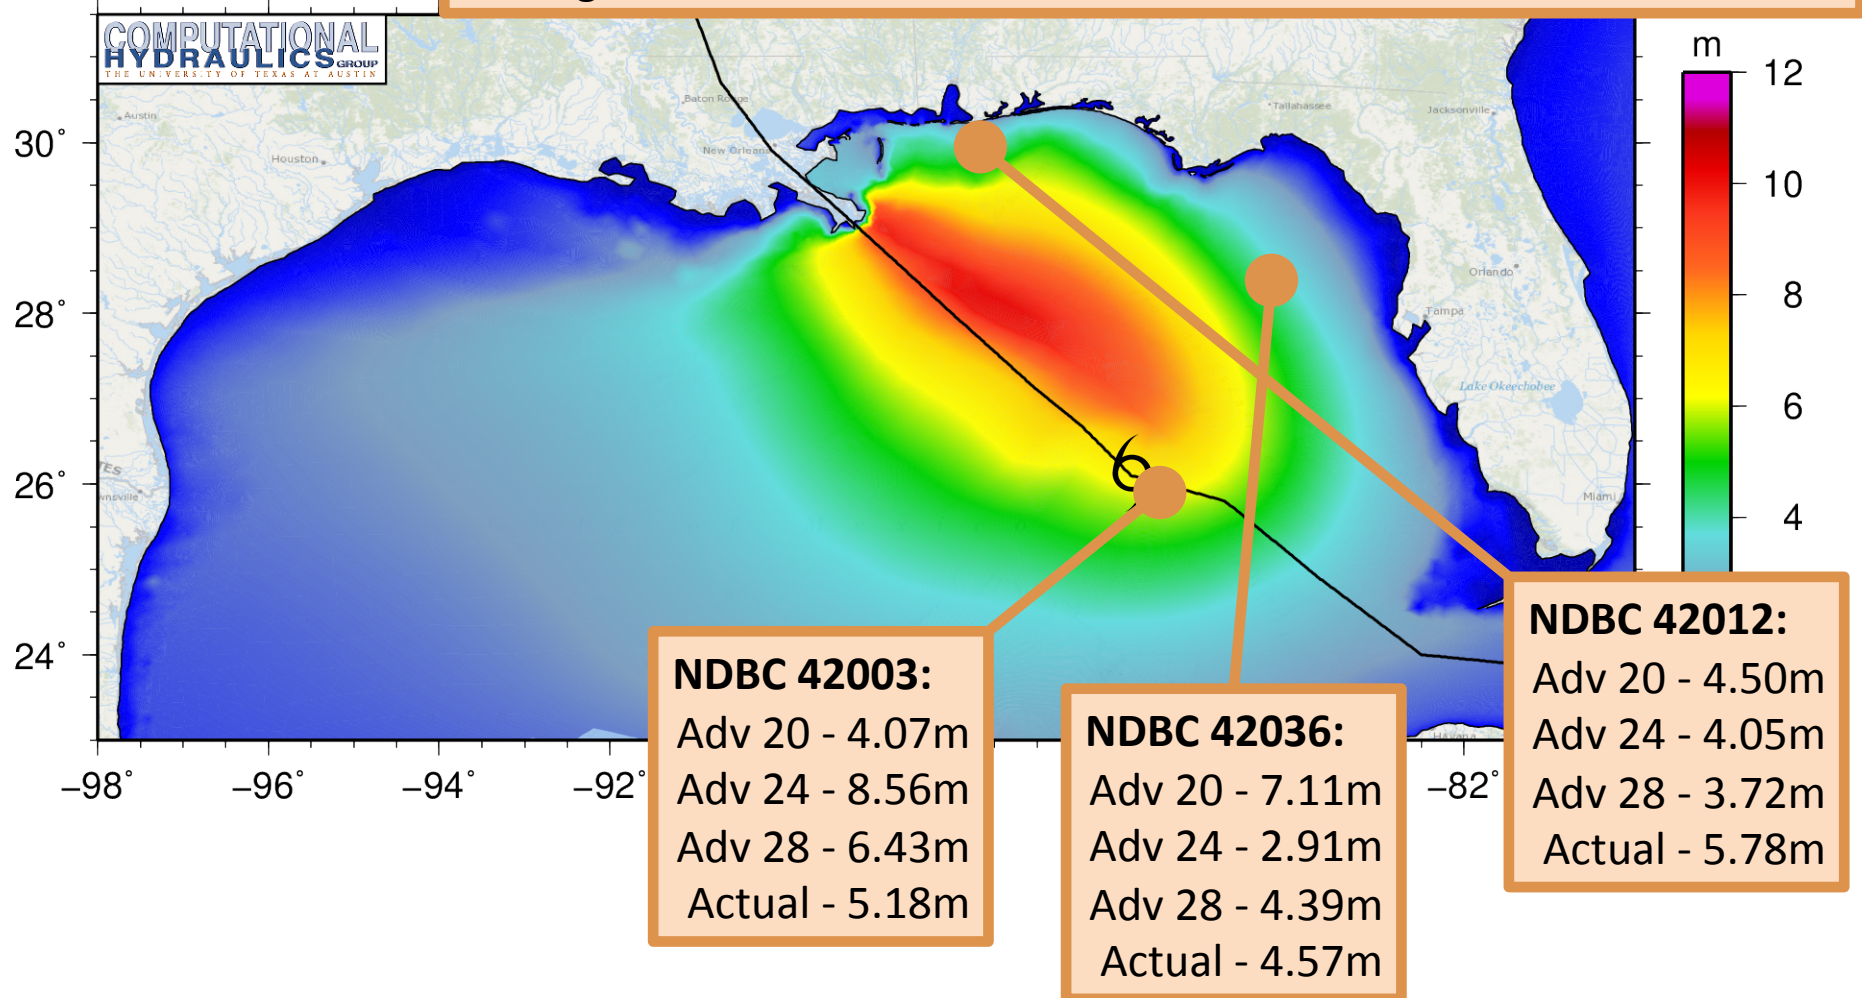 COMPUTATIONAL
HYDRAULICS GROUP
THE UNIVERSITY OF TEXAS AT AUSTIN
m
12
10
8
6
4
30°
28°
26°
24°
−98°
−96°
−94°
−92°
−82°
Austin
Houston
Baton Rouge
New Orleans
Tallahassee
Jacksonville
Orlando
Tampa
Lake Okeechobee
Miami
Havana
TES
wnsville
NDBC 42003:
Adv 20 - 4.07m
Adv 24 - 8.56m
Adv 28 - 6.43m
Actual - 5.18m
NDBC 42036:
Adv 20 - 7.11m
Adv 24 - 2.91m
Adv 28 - 4.39m
Actual - 4.57m
NDBC 42012:
Adv 20 - 4.50m
Adv 24 - 4.05m
Adv 28 - 3.72m
Actual - 5.78m